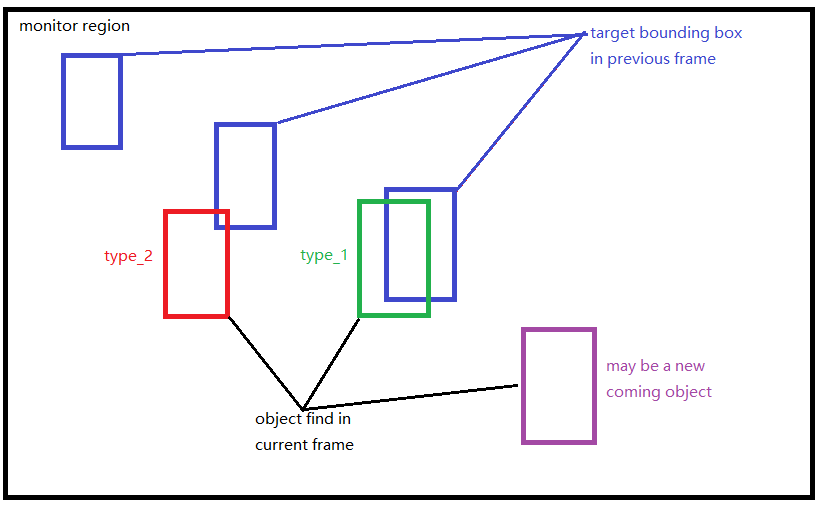 monitor region
target bounding box
in previous frame
type_2
type_1
may be a new
coming object
object find in
current frame